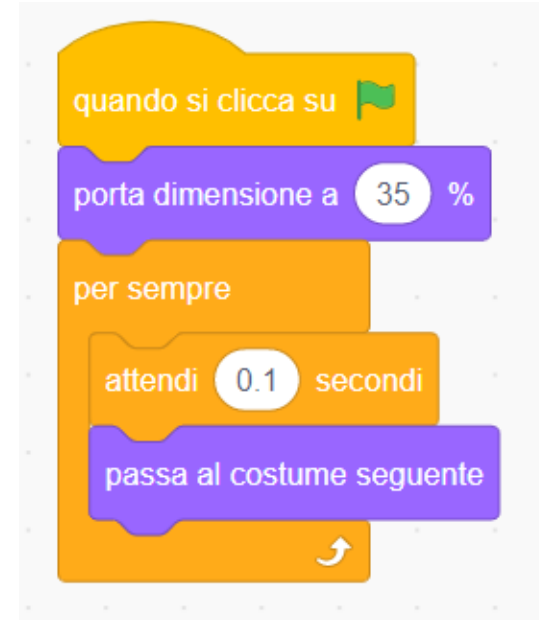 quando si clicca su
porta dimensione a 35 %
per sempre
attendi 0.1 secondi
passa al costume seguente